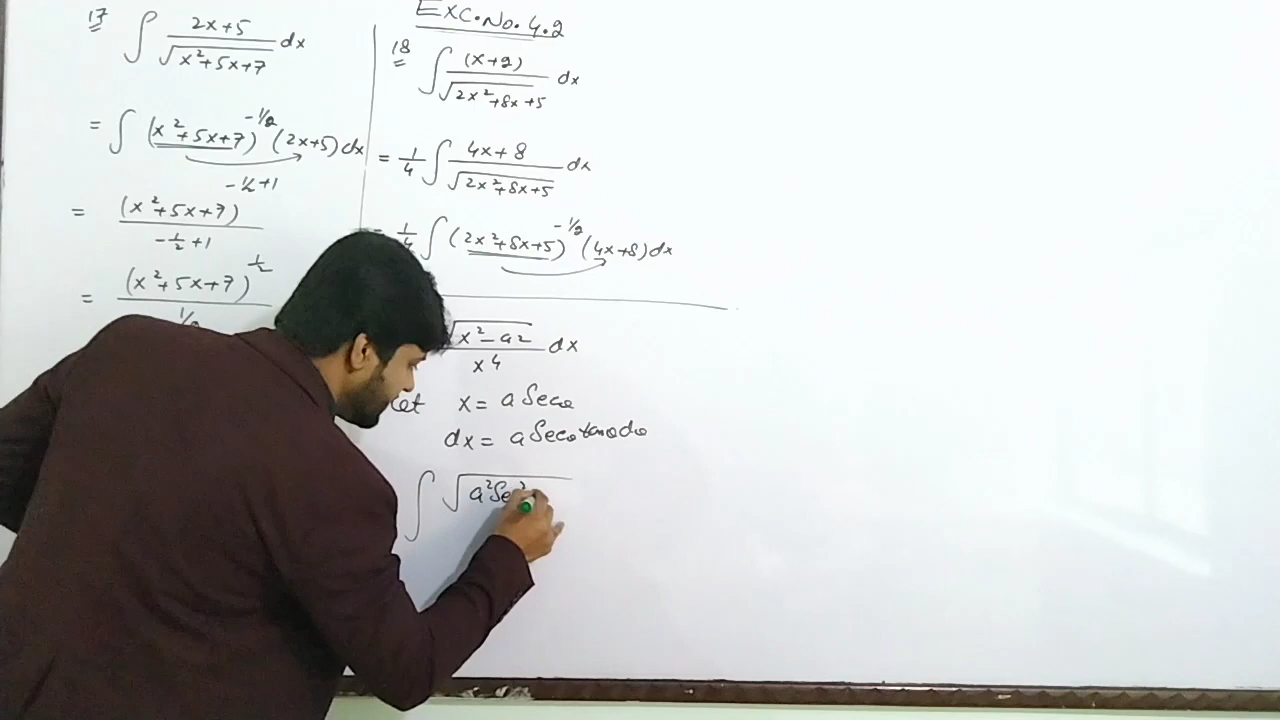 Exc.No.4.2
17 ∫ 2x+5 / √(x²+5x+7) dx
= ∫ (x²+5x+7)^(-1/2) (2x+5) dx
= (x²+5x+7)^(-1/2+1) / (-1/2+1)
= (x²+5x+7)^(1/2) / (1/2)
18 ∫ (x+2) / √(2x²+8x+5) dx
= 1/4 ∫ 4x+8 / √(2x²+8x+5) dx
= 1/4 ∫ (2x²+8x+5)^(-1/2) (4x+8) dx
√(x²-a²) / x⁴ dx
Let x = a Secθ
dx = a Secθ tanθ dθ
∫ √(a²Se²